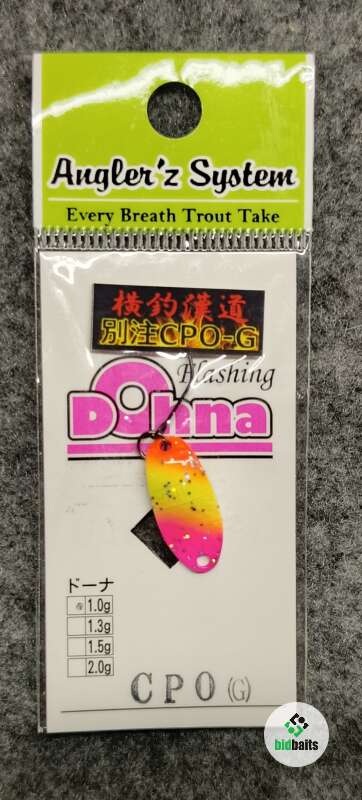 Angler'z System
Every Breath Trout Take
横釣漢道
別注CPO-G
Flashing
Dohna
ドーナ
1.0g
1.3g
1.5g
2.0g
CPO(G)
bidbaits